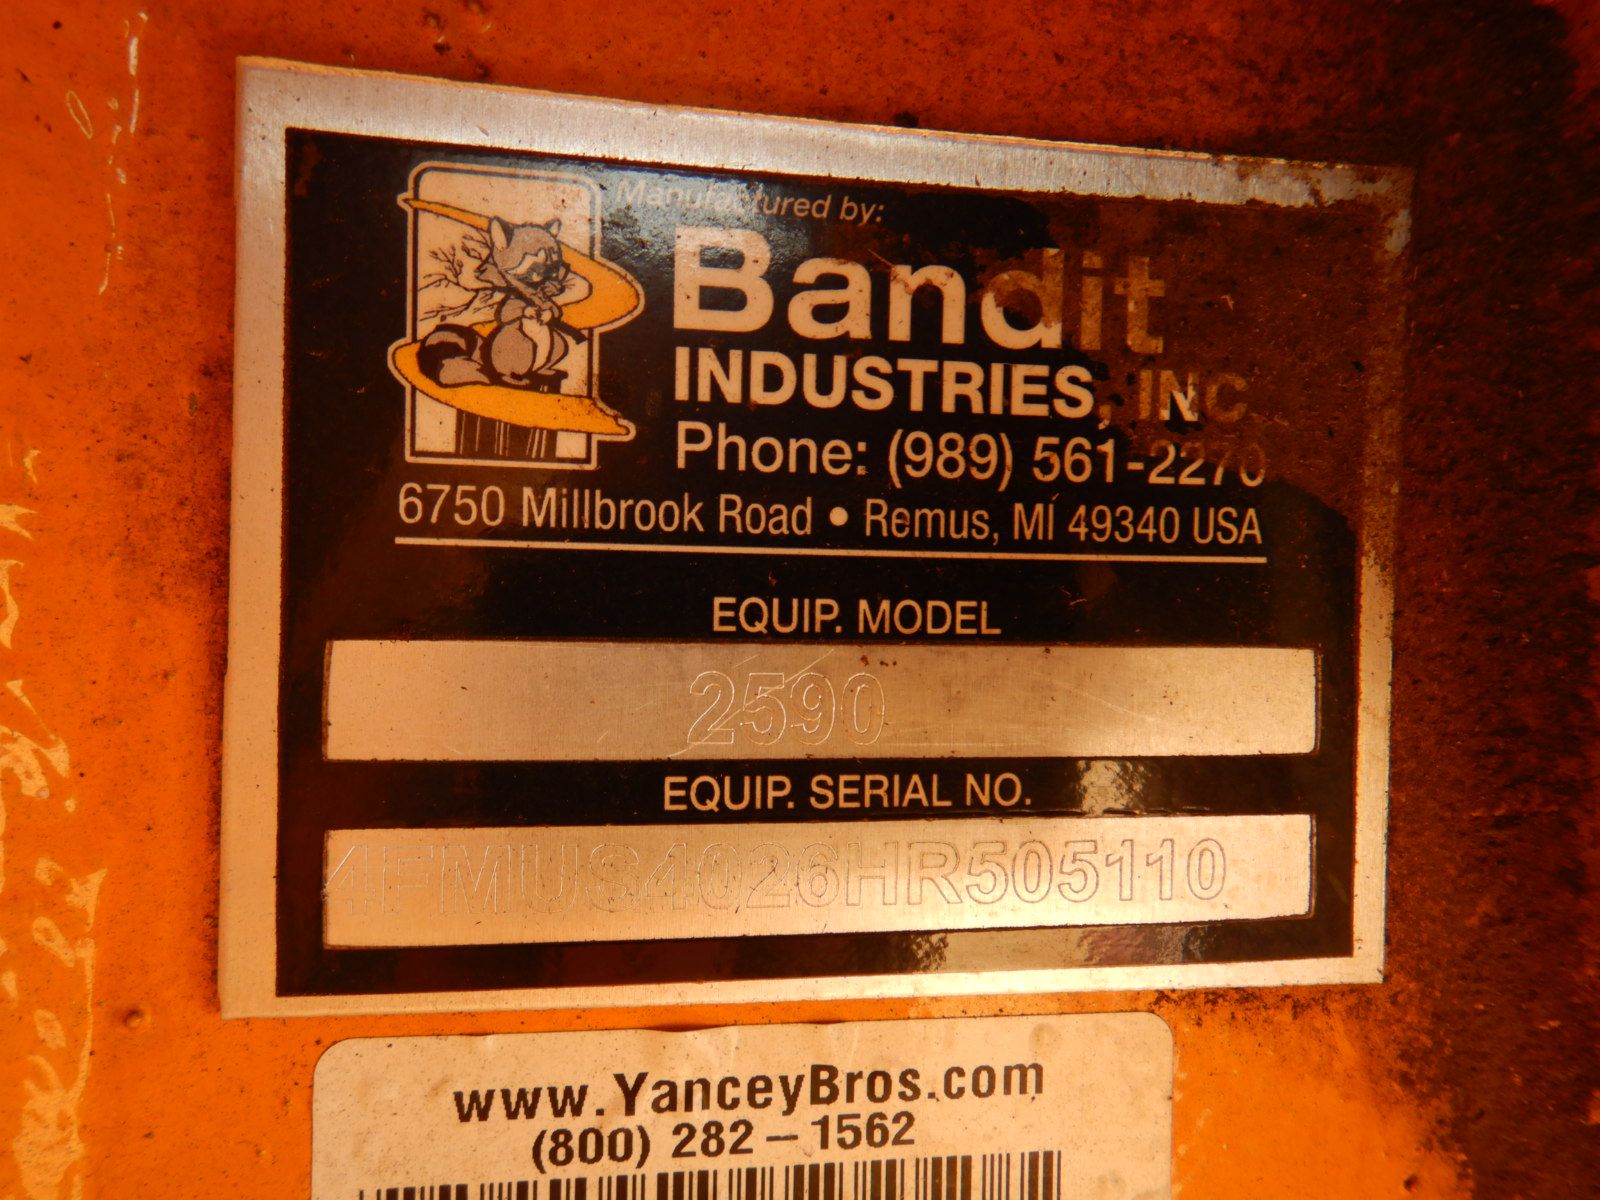 Manufactured by:
Bandit
INDUSTRIES, INC
Phone: (989) 561-2270
6750 Millbrook Road • Remus, MI 49340 USA
EQUIP. MODEL
2590
EQUIP. SERIAL NO.
4FMUS4026HR505110
www.YanceyBros.com
(800) 282-1562